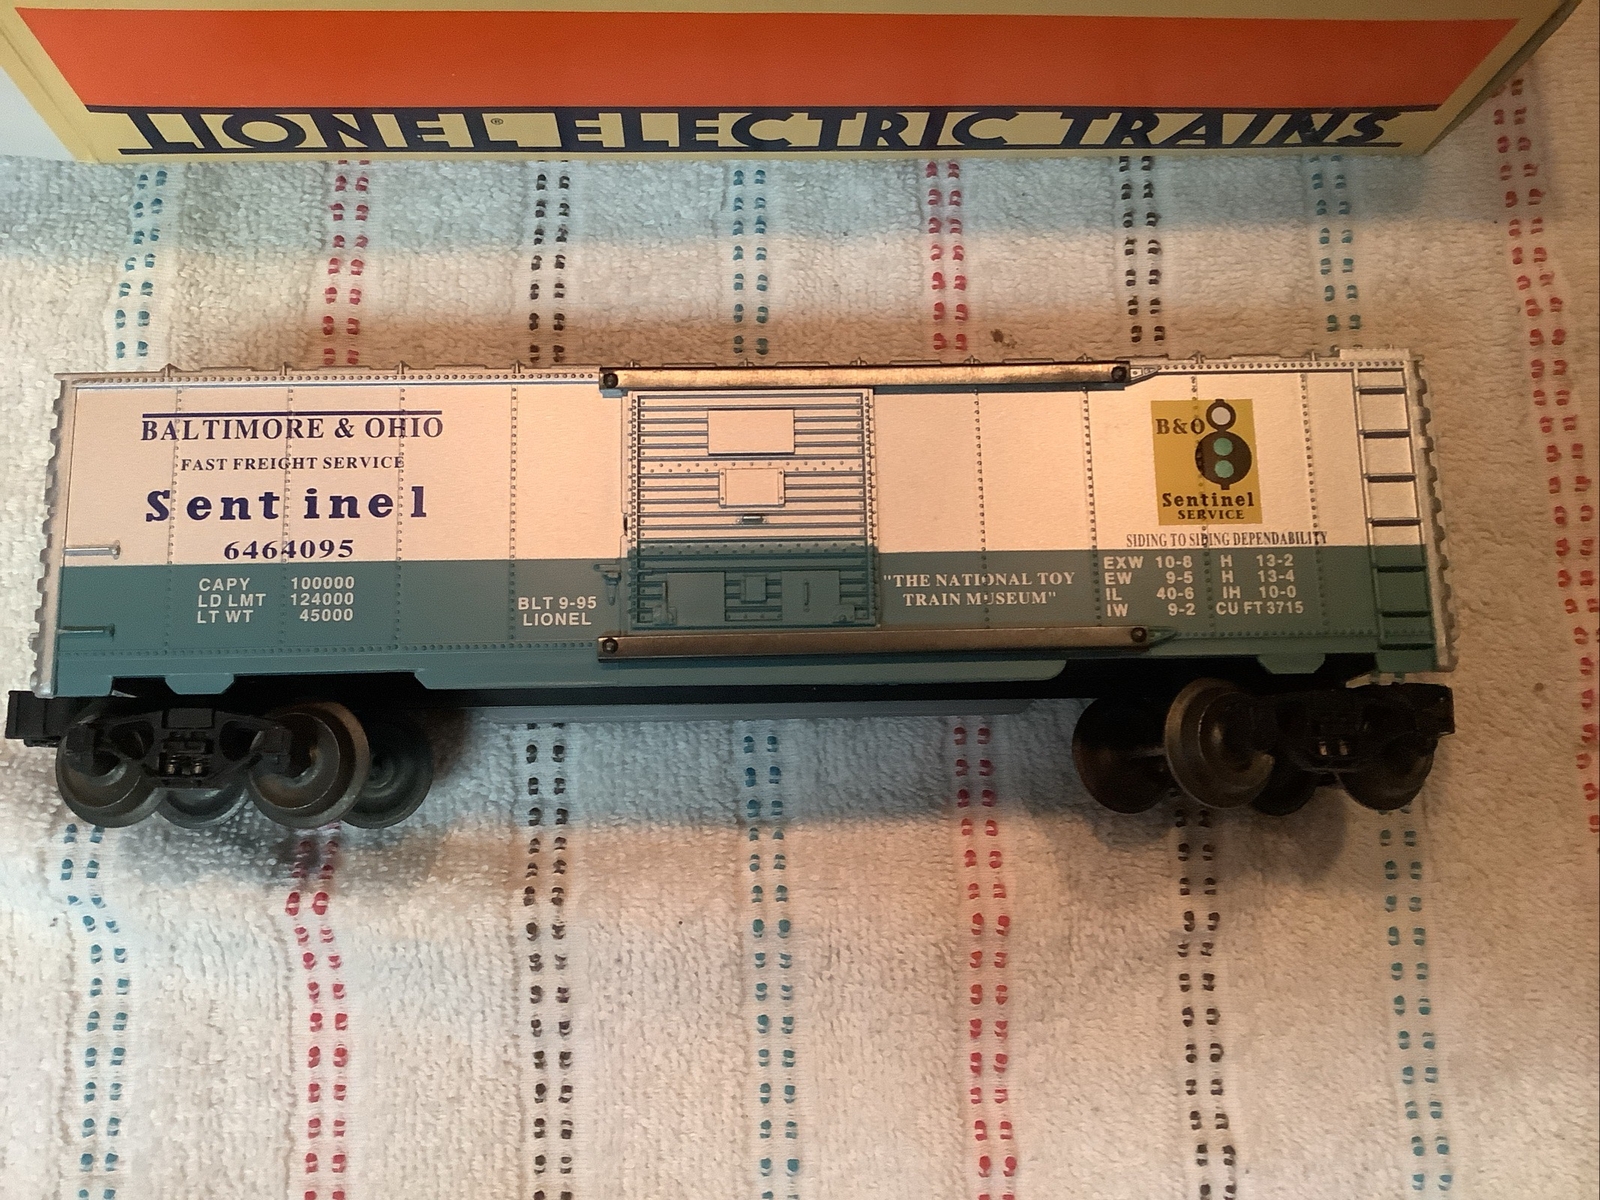 LIONEL® ELECTRIC TRAINS
BALTIMORE & OHIO
FAST FREIGHT SERVICE
Sentinel
6464095
CAPY 100000
LD LMT 124000
LT WT 45000
BLT 9-95
LIONEL
"THE NATIONAL TOY
TRAIN MUSEUM"
B&O
Sentinel
SERVICE
SIDING TO SIDING DEPENDABILITY
EXW 10-8 H 13-2
EW 9-5 H 13-4
IL 40-6 IH 10-0
IW 9-2 CU FT 3715